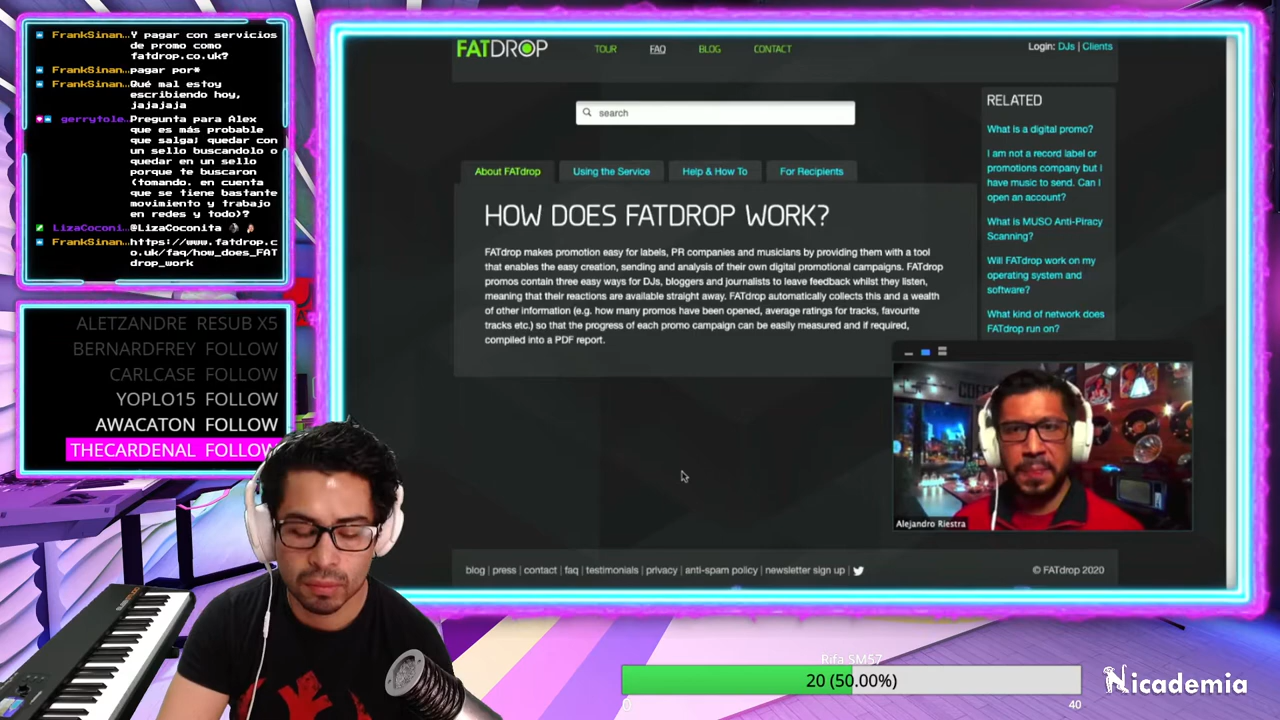 FrankSinan... Y pagar con servicios
de promo como
fatdrop.co.uk?
FrankSinan... pagar por*
FrankSinan... Qué mal estoy
escribiendo hoy,
jajajaja
gerrytole... Pregunta para Alex
que es más probable
que salga; quedar con
un sello buscandolo o
quedar en un sello
porque te buscaron
(tomando. en cuenta
que se tiene bastante
movimiento y trabajo
en redes y todo)?
LizaCoconi... @LizaCoconita
FrankSinan... https://www.fatdrop.c
o.uk/faq/how_does_FAT
drop_work
ALETZANDRE RESUB X5
BERNARDFREY FOLLOW
CARLCASE FOLLOW
YOPLO15 FOLLOW
AWACATON FOLLOW
THECARDENAL FOLLOW
FATDROP
TOUR FAQ BLOG CONTACT
Login: DJs | Clients
search
About FATdrop Using the Service Help & How To For Recipients
HOW DOES FATDROP WORK?
FATdrop makes promotion easy for labels, PR companies and musicians by providing them with a tool
that enables the easy creation, sending and analysis of their own digital promotional campaigns. FATdrop
promos contain three easy ways for DJs, bloggers and journalists to leave feedback whilst they listen,
meaning that their reactions are available straight away. FATdrop automatically collects this and a wealth
of other information (e.g. how many promos have been opened, average ratings for tracks, favourite
tracks etc.) so that the progress of each promo campaign can be easily measured and if required,
compiled into a PDF report.
RELATED
What is a digital promo?
I am not a record label or
promotions company but I
have music to send. Can I
open an account?
What is MUSO Anti-Piracy
Scanning?
Will FATdrop work on my
operating system and
software?
What kind of network does
FATdrop run on?
Alejandro Riestra
blog | press | contact | faq | testimonials | privacy | anti-spam policy | newsletter sign up |
© FATdrop 2020
Rifa SM57
20 (50.00%)
0
40
Nicademia